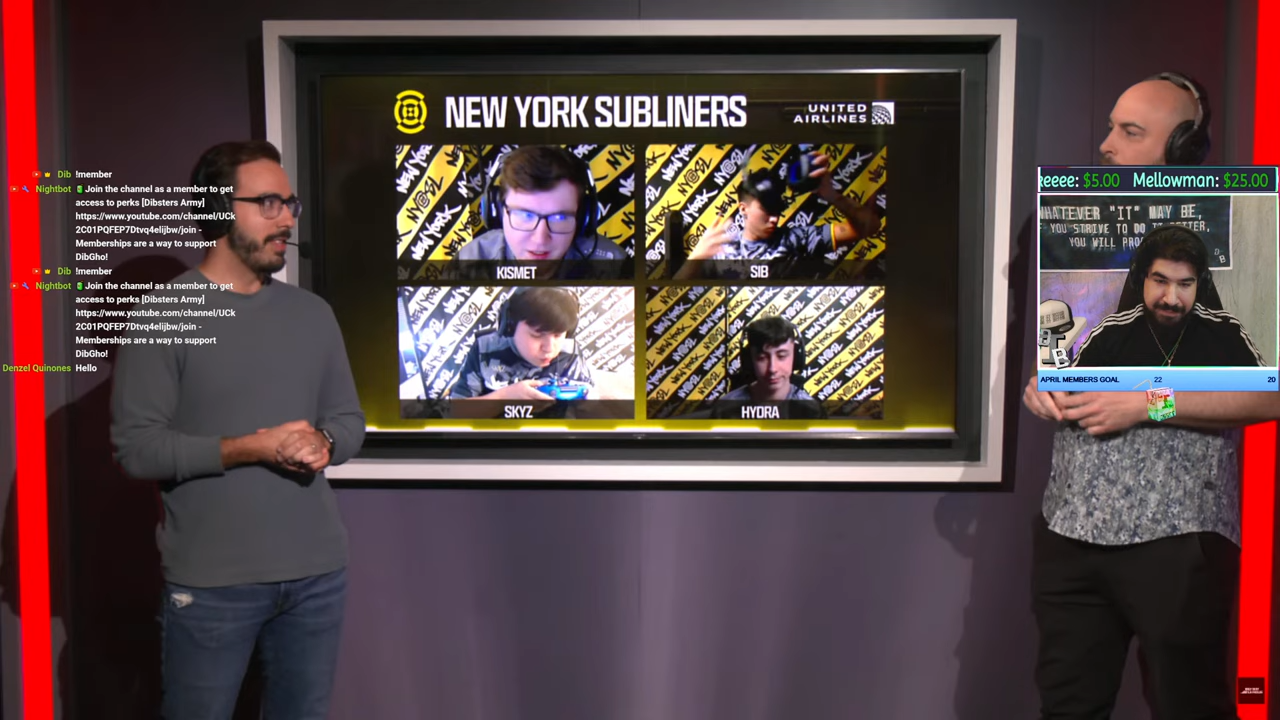 NEW YORK SUBLINERS
UNITED
AIRLINES
KISMET
SIB
SKYZ
HYDRA
Dib !member
Nightbot Join the channel as a member to get
access to perks [Dibsters Army]
https://www.youtube.com/channel/UCk
2C01PQFEP7Dtvq4elijbw/join -
Memberships are a way to support
DibGho!
Dib !member
Nightbot Join the channel as a member to get
access to perks [Dibsters Army]
https://www.youtube.com/channel/UCk
2C01PQFEP7Dtvq4elijbw/join -
Memberships are a way to support
DibGho!
Denzel Quinones Hello
keeee: $5.00 Mellowman: $25.00
WHATEVER "IT" MAY BE,
YOU STRIVE TO DO IT BETTER,
YOU WILL
APRIL MEMBERS GOAL 22 20